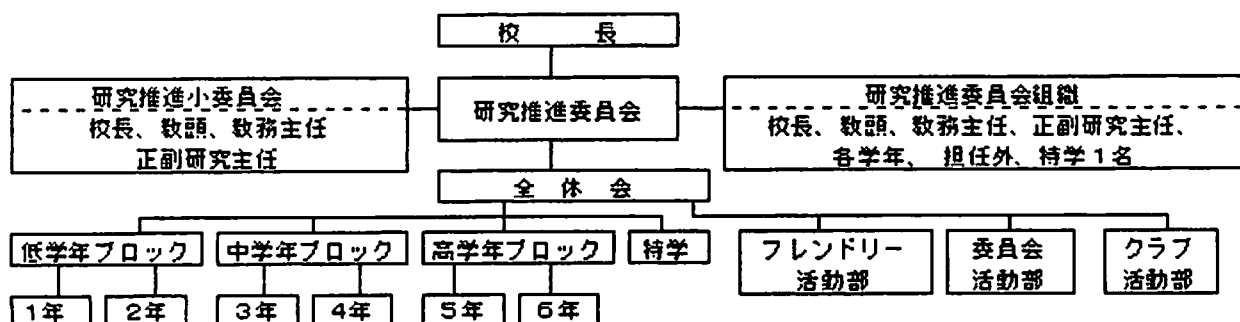 校長
研究推進小委員会
校長、教頭、教務主任
正副研究主任
研究推進委員会
研究推進委員会組織
校長、教頭、教務主任、正副研究主任、
各学年、担任外、特学1名
全体会
低学年ブロック
中学年ブロック
高学年ブロック
特学
フレンドリー
活動部
委員会
活動部
クラブ
活動部
1年
2年
3年
4年
5年
6年